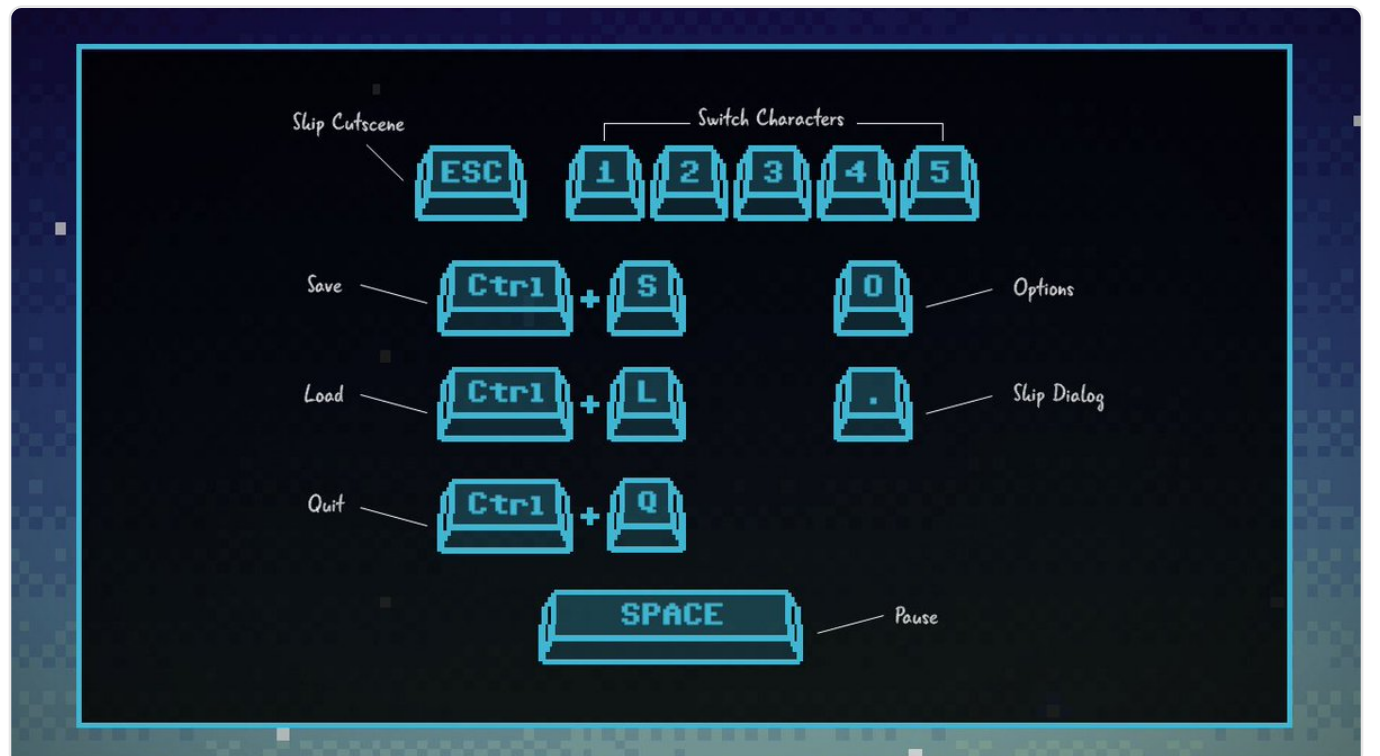 Switch Characters
Skip Cutscene
ESC 1 2 3 4 5
Save Ctrl + S O Options
Load Ctrl + L . Skip Dialog
Quit Ctrl + Q
SPACE Pause